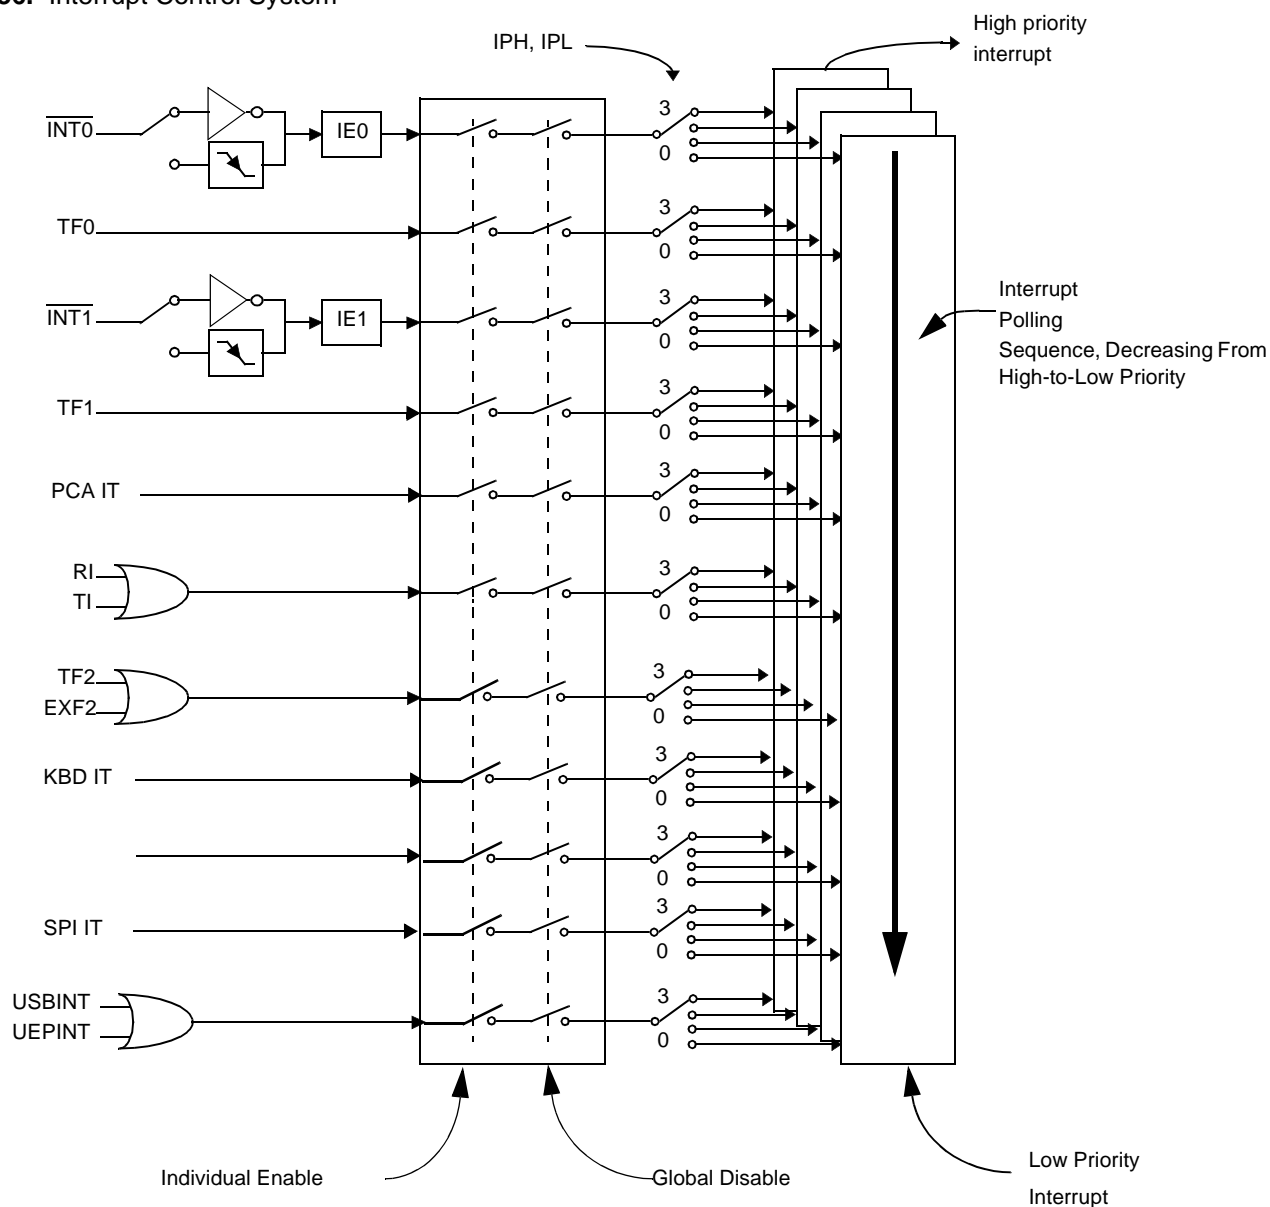 Interrupt Control System
High priority
interrupt
IPH, IPL
INT0
IE0
3
0
TF0
3
0
INT1
IE1
3
0
Interrupt
Polling
Sequence, Decreasing From
High-to-Low Priority
TF1
3
0
PCA IT
3
0
RI
TI
3
0
TF2
EXF2
3
0
KBD IT
3
0
3
0
SPI IT
3
0
USBINT
UEPINT
3
0
Individual Enable
Global Disable
Low Priority
Interrupt